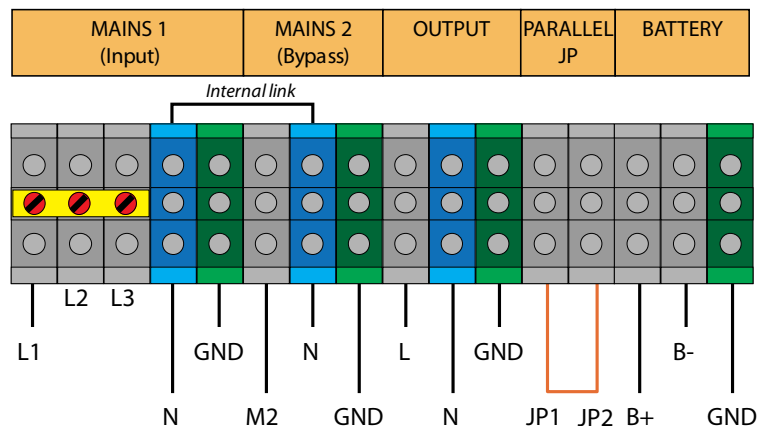 MAINS 1
(Input)
MAINS 2
(Bypass)
OUTPUT
PARALLEL
JP
BATTERY
Internal link
L1
L2
L3
N
GND
M2
N
GND
L
N
GND
JP1
JP2
B+
B-
GND